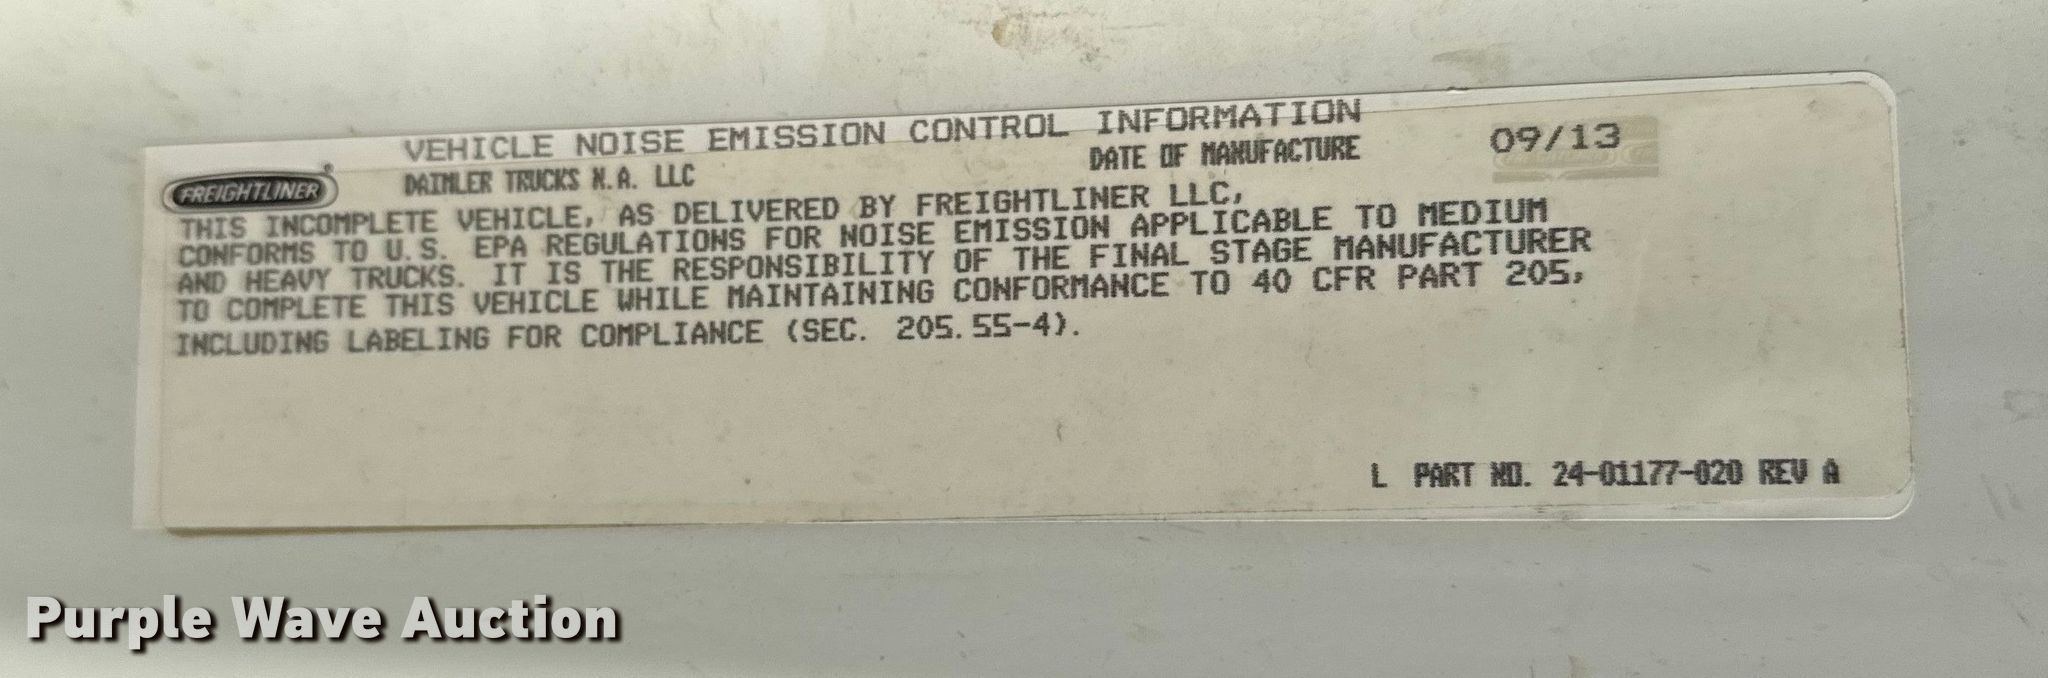 VEHICLE NOISE EMISSION CONTROL INFORMATION
FREIGHTLINER®
DAIMLER TRUCKS N.A. LLC
DATE OF MANUFACTURE 09/13
THIS INCOMPLETE VEHICLE, AS DELIVERED BY FREIGHTLINER LLC,
CONFORMS TO U.S. EPA REGULATIONS FOR NOISE EMISSION APPLICABLE TO MEDIUM
AND HEAVY TRUCKS. IT IS THE RESPONSIBILITY OF THE FINAL STAGE MANUFACTURER
TO COMPLETE THIS VEHICLE WHILE MAINTAINING CONFORMANCE TO 40 CFR PART 205,
INCLUDING LABELING FOR COMPLIANCE (SEC. 205.55-4).
L PART NO. 24-01177-020 REV A
Purple Wave Auction